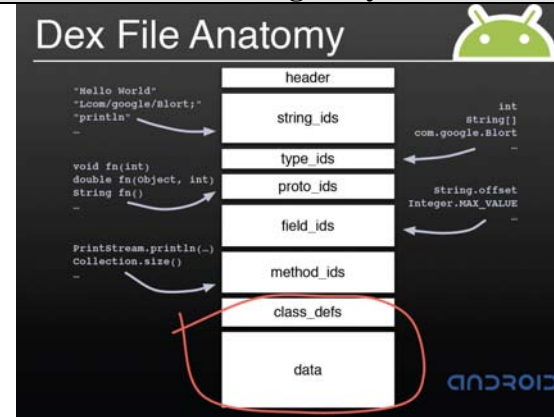 Dex File Anatomy
header
"Hello World"
"Lcom/google/Blort;"
"println"
…
string_ids
int
String[]
com.google.Blort
…
type_ids
void fn(int)
double fn(Object, int)
String fn()
…
proto_ids
String.offset
Integer.MAX_VALUE
…
field_ids
PrintStream.println(…)
Collection.size()
…
method_ids
class_defs
data
ANDROID